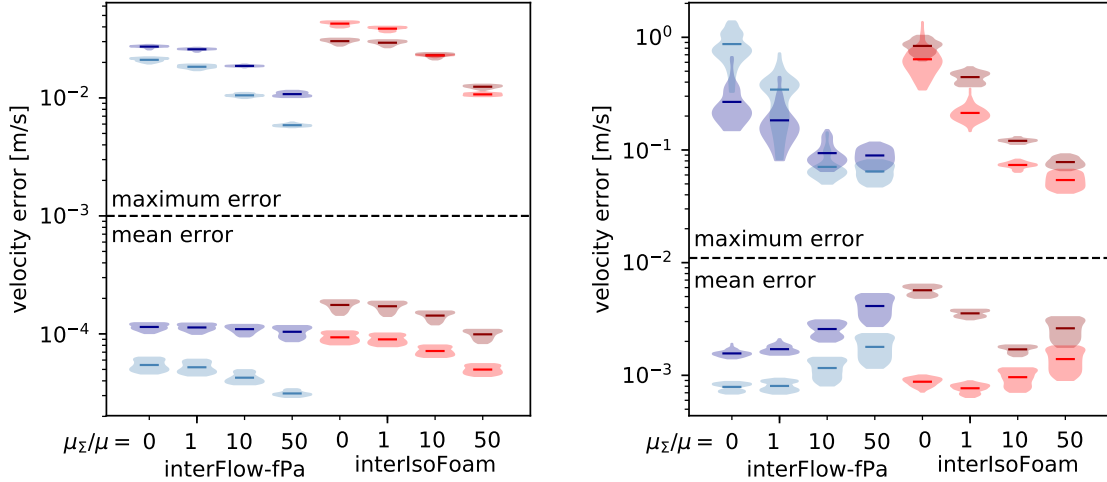 velocity error [m/s]
10⁻²
10⁻³
10⁻⁴
maximum error
mean error
μ_Σ/μ = 0 1 10 50 0 1 10 50
interFlow-fPa interIsoFoam
velocity error [m/s]
10⁰
10⁻¹
10⁻²
10⁻³
maximum error
mean error
μ_Σ/μ = 0 1 10 50 0 1 10 50
interFlow-fPa interIsoFoam